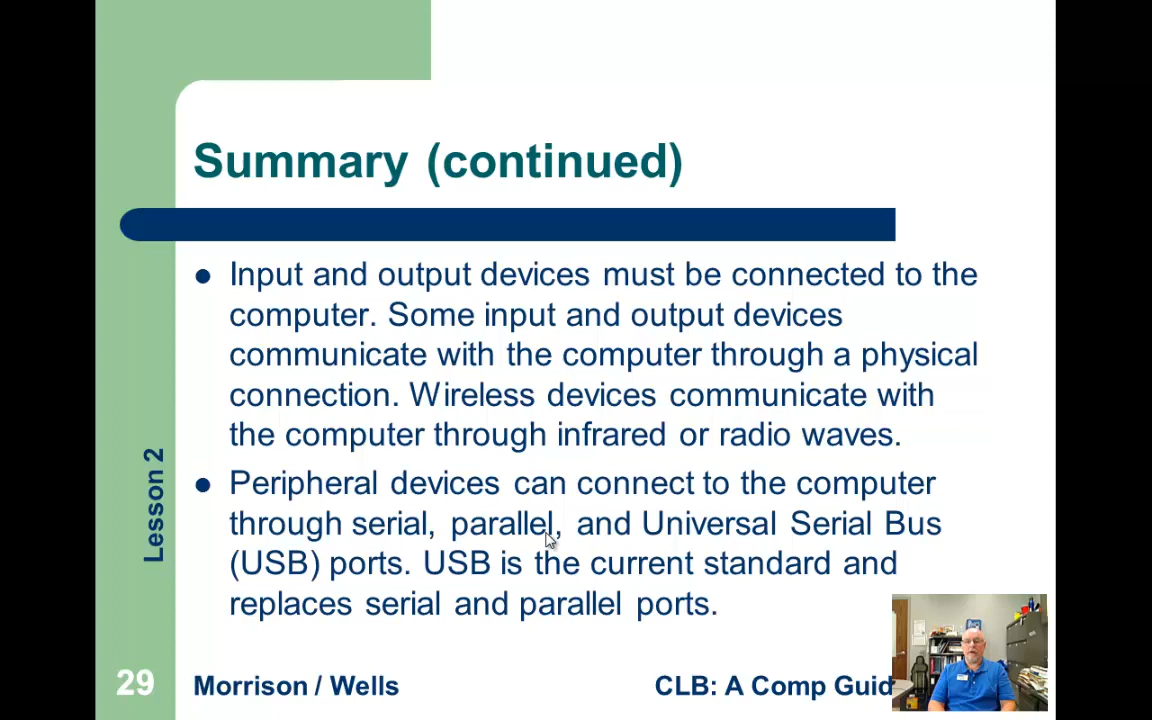 Summary (continued)
Input and output devices must be connected to the
computer. Some input and output devices
communicate with the computer through a physical
connection. Wireless devices communicate with
the computer through infrared or radio waves.
Peripheral devices can connect to the computer
through serial, parallel, and Universal Serial Bus
(USB) ports. USB is the current standard and
replaces serial and parallel ports.
Lesson 2
29
Morrison / Wells
CLB: A Comp Guid